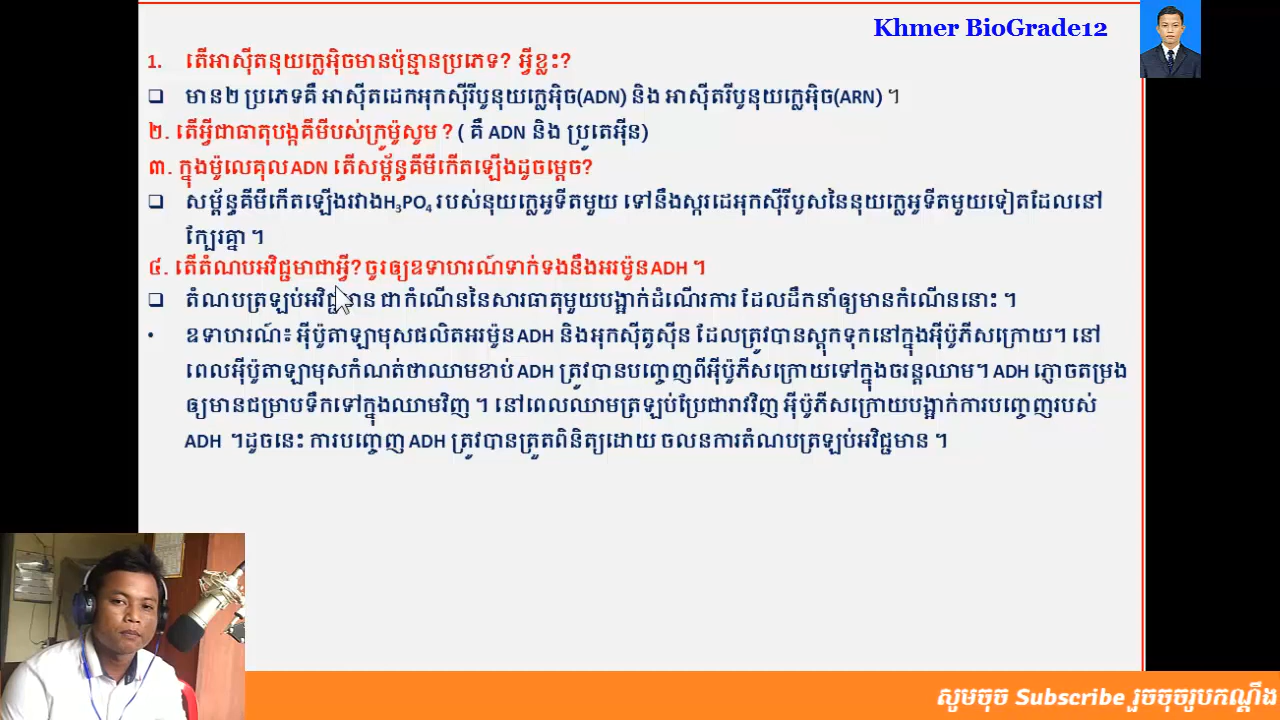 Khmer BioGrade12
1. តើអាស៊ីតនុយក្លេអ៊ិចមានប៉ុន្មានប្រភេទ? អ្វីខ្លះ?
មាន២ ប្រភេទគឺ អាស៊ីតដេកអុកស៊ីរីបូនុយក្លេអ៊ិច(ADN) និង អាស៊ីតរីបូនុយក្លេអ៊ិច(ARN) ។
២. តើអ្វីជាធាតុបង្កគីមីបស់ក្រូម៉ូសូម ? ( គឺ ADN និង ប្រូតេអ៊ីន)
៣. ក្នុងម៉ូលេគុលADN តើសម្ព័ន្ធគីមីកើតឡើងដូចម្តេច?
សម្ព័ន្ធគីមីកើតឡើងរវាងH₃PO₄ របស់នុយក្លេអូទីតមួយ ទៅនឹងស្ករដេអុកស៊ីរីបូសនៃនុយក្លេអូទីតមួយទៀតដែលនៅ
ក្បែរគ្នា ។
៤. តើតំណបអវិជ្ជមាជាអ្វី? ចូរឲ្យឧទាហរណ៍ទាក់ទងនឹងអរម៉ូនADH ។
តំណបត្រឡប់អវិជ្ជមាន ជាកំណើននៃសារធាតុមួយបង្អាក់ដំណើរការ ដែលដឹកនាំឲ្យមានកំណើននោះ ។
• ឧទាហរណ៍ៈ អ៊ីប៉ូតាឡាមុសផលិតអរម៉ូនADH និងអុកស៊ីតូស៊ីន ដែលត្រូវបានស្តុកទុកនៅក្នុងអ៊ីប៉ូភីសក្រោយ។ នៅ
ពេលអ៊ីប៉ូតាឡាមុសកំណត់ថាឈាមខាប់ ADH ត្រូវបានបញ្ចេញពីអ៊ីប៉ូភីសក្រោយទៅក្នុងចរន្តឈាម។ ADH ភ្ញោចតម្រង
ឲ្យមានជម្រាបទឹកទៅក្នុងឈាមវិញ ។ នៅពេលឈាមត្រឡប់ប្រែជារាវវិញ អ៊ីប៉ូភីសក្រោយបង្អាក់ការបញ្ចេញរបស់
ADH ។ដូចនេះ ការបញ្ចេញ ADH ត្រូវបានត្រួតពិនិត្យដោយ ចលនការតំណបត្រឡប់អវិជ្ជមាន ។
សូមចុច Subscribe រួចចុចរូបកណ្តឹង